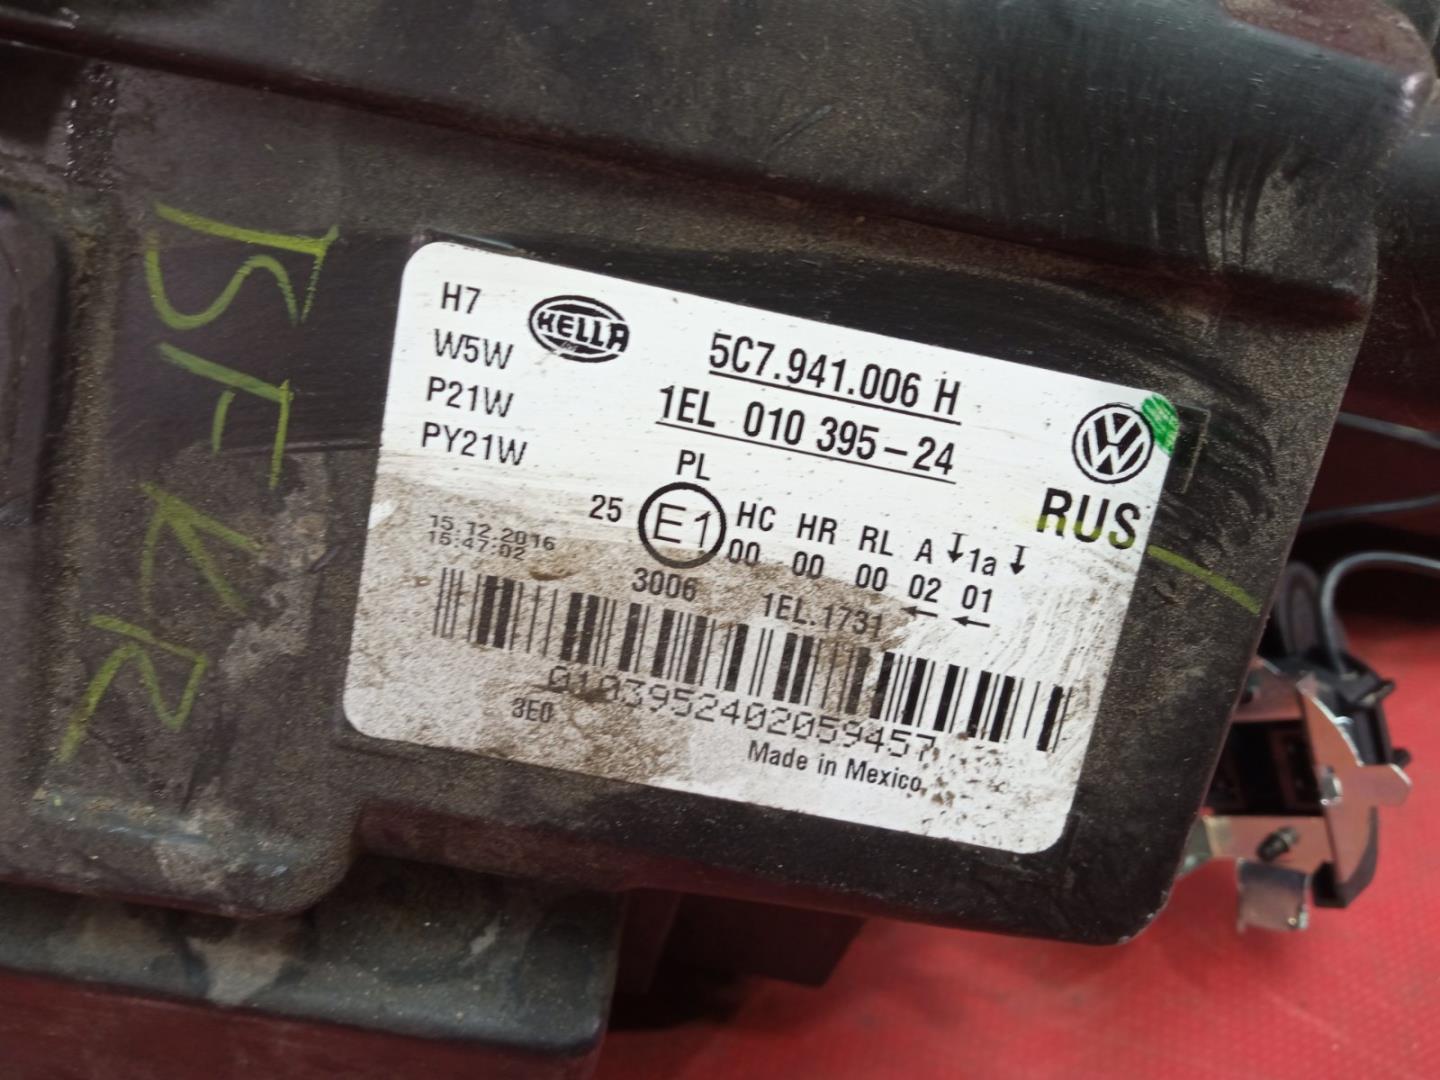 H7
W5W
P21W
PY21W
HELLA
5C7.941.006 H
1EL 010 395-24
RUS
PL
25 E1 HC HR RL A ↓ 1a ↓
00 00 00 02 01
3006 1EL.1731 ← ←
15.12.2016
15:47:02
0103952402059457
3E0
Made in Mexico